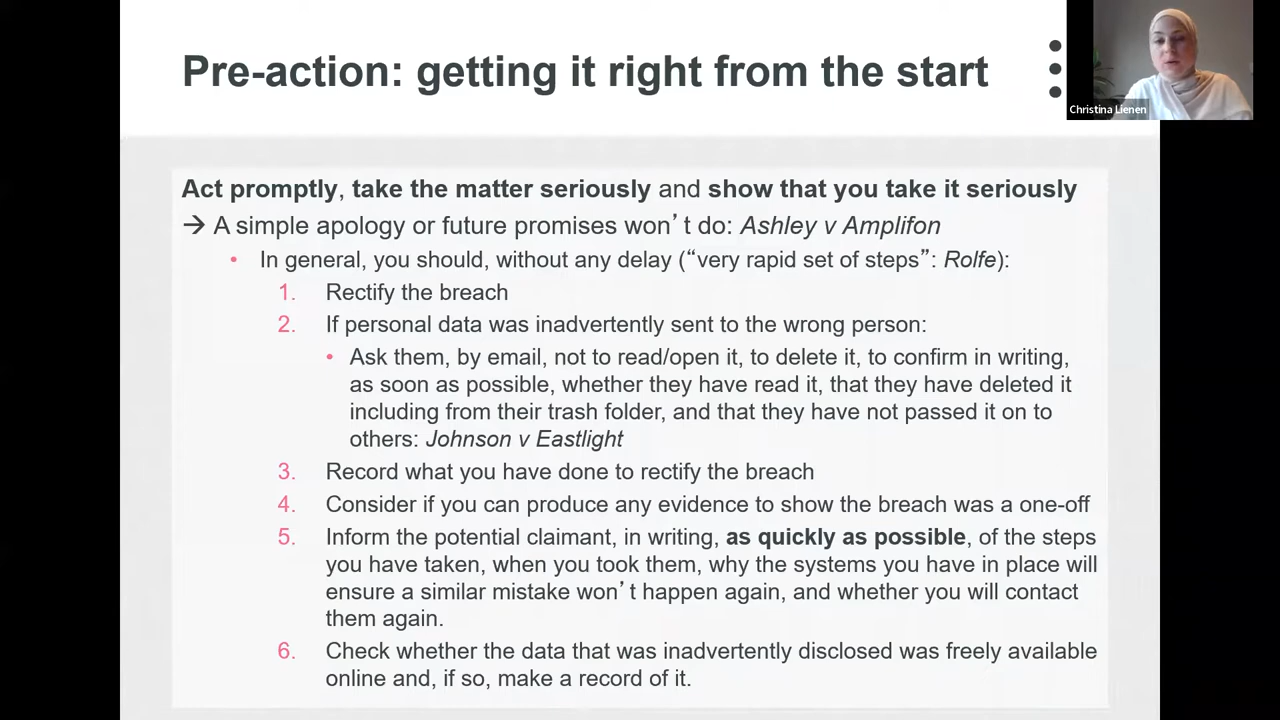 Pre-action: getting it right from the start
Christina Lienen
Act promptly, take the matter seriously and show that you take it seriously
→ A simple apology or future promises won't do: Ashley v Amplifon
• In general, you should, without any delay (“very rapid set of steps”: Rolfe):
1. Rectify the breach
2. If personal data was inadvertently sent to the wrong person:
• Ask them, by email, not to read/open it, to delete it, to confirm in writing,
as soon as possible, whether they have read it, that they have deleted it
including from their trash folder, and that they have not passed it on to
others: Johnson v Eastlight
3. Record what you have done to rectify the breach
4. Consider if you can produce any evidence to show the breach was a one-off
5. Inform the potential claimant, in writing, as quickly as possible, of the steps
you have taken, when you took them, why the systems you have in place will
ensure a similar mistake won't happen again, and whether you will contact
them again.
6. Check whether the data that was inadvertently disclosed was freely available
online and, if so, make a record of it.